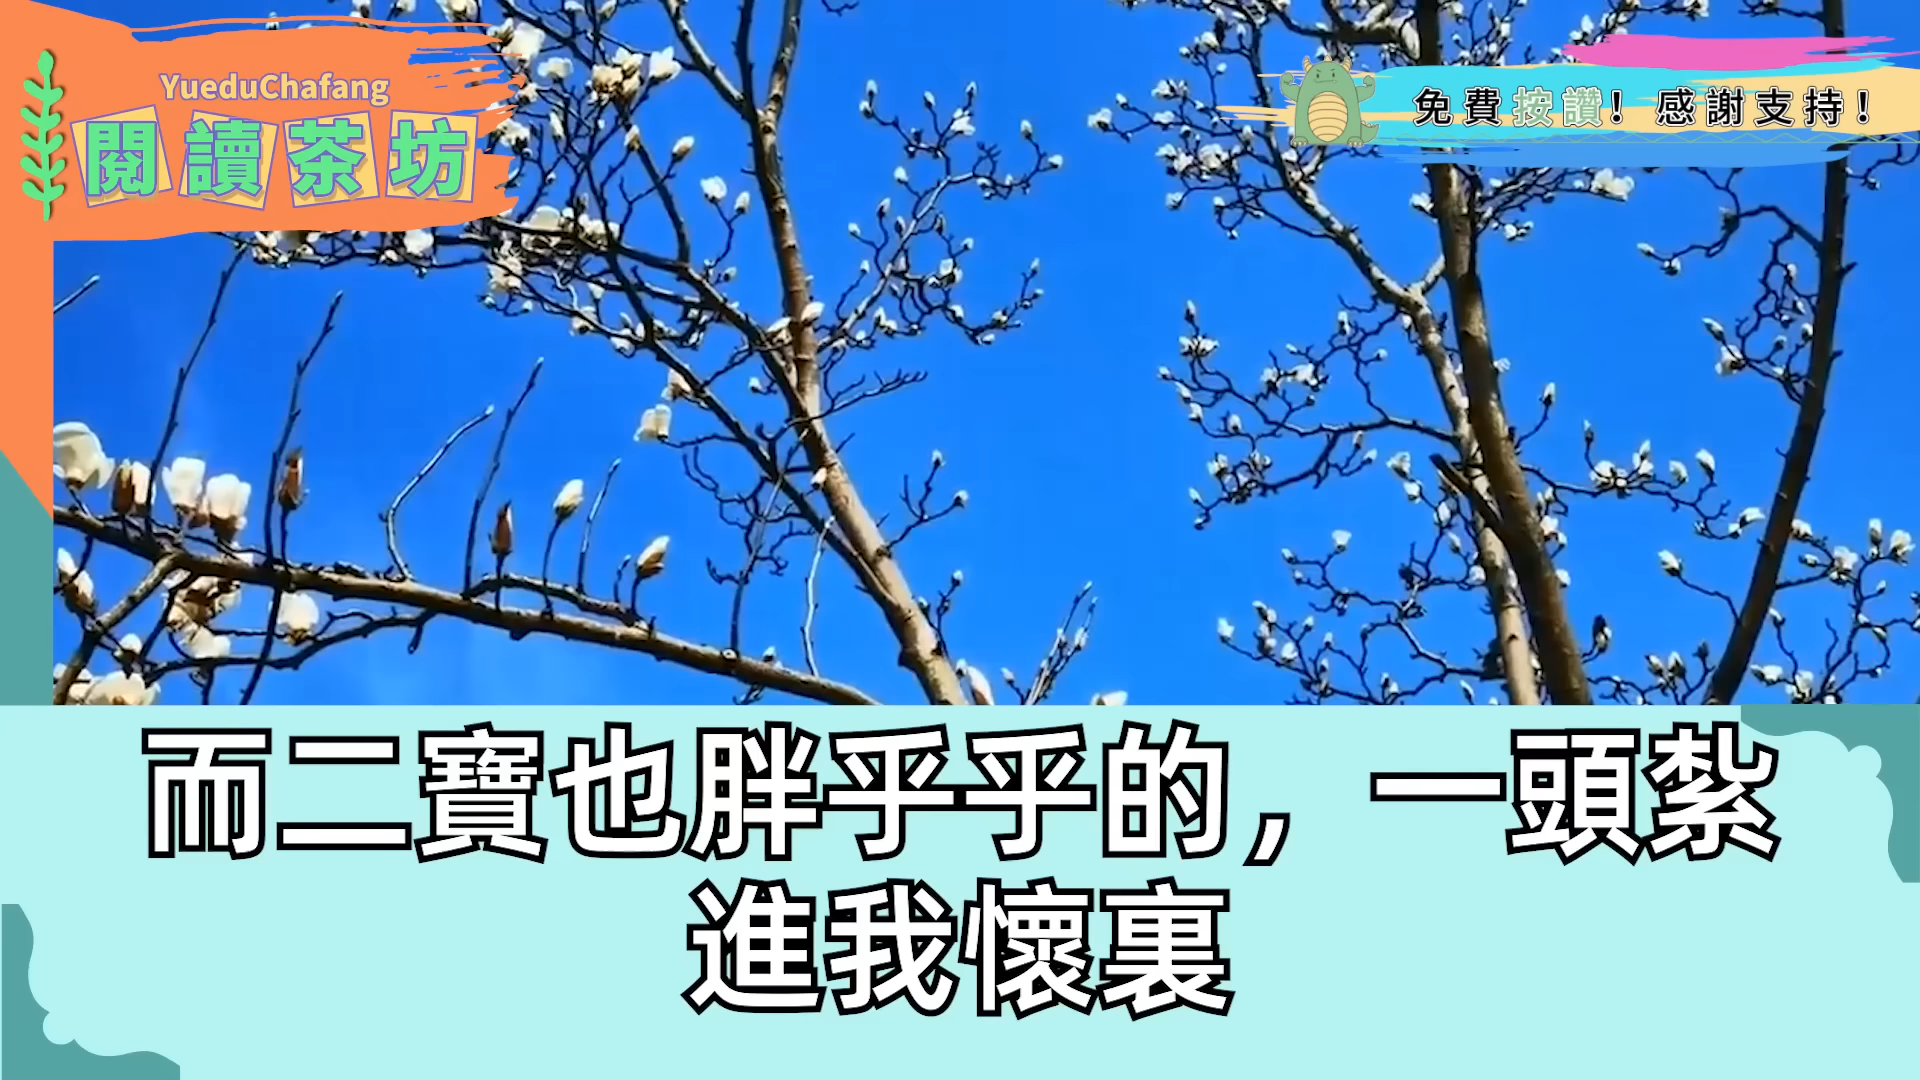 YueduChafang
閱讀茶坊
免費按讚！感謝支持！
而二寶也胖乎乎的，一頭紮
進我懷裏